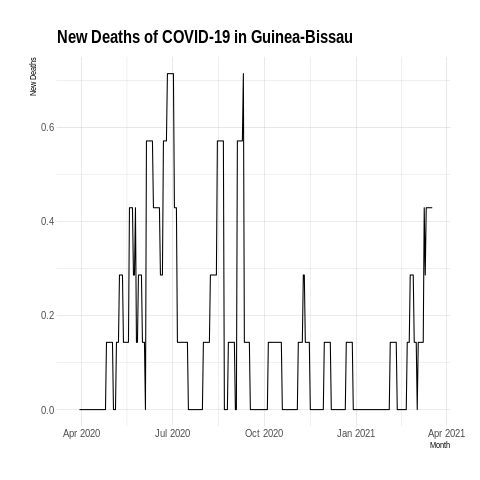 New Deaths of COVID-19 in Guinea-Bissau
New Deaths
0.6
0.4
0.2
0.0
Apr 2020 Jul 2020 Oct 2020 Jan 2021 Apr 2021
Month